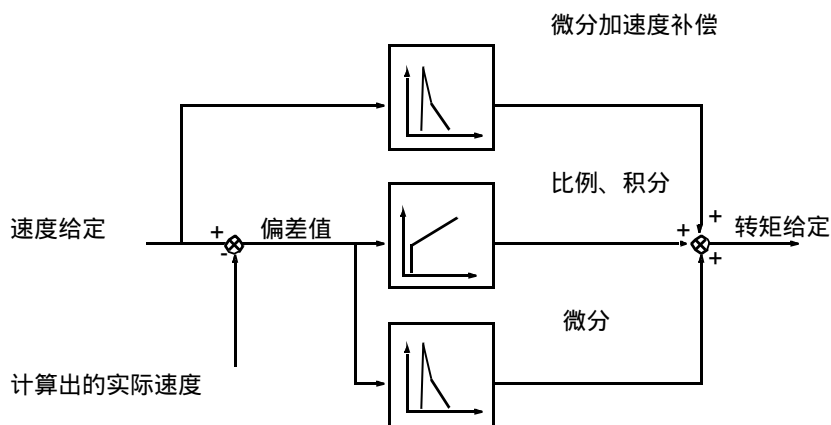 微分加速度补偿
比例、积分
速度给定
+
偏差值
+
+
转矩给定
-
+
微分
计算出的实际速度